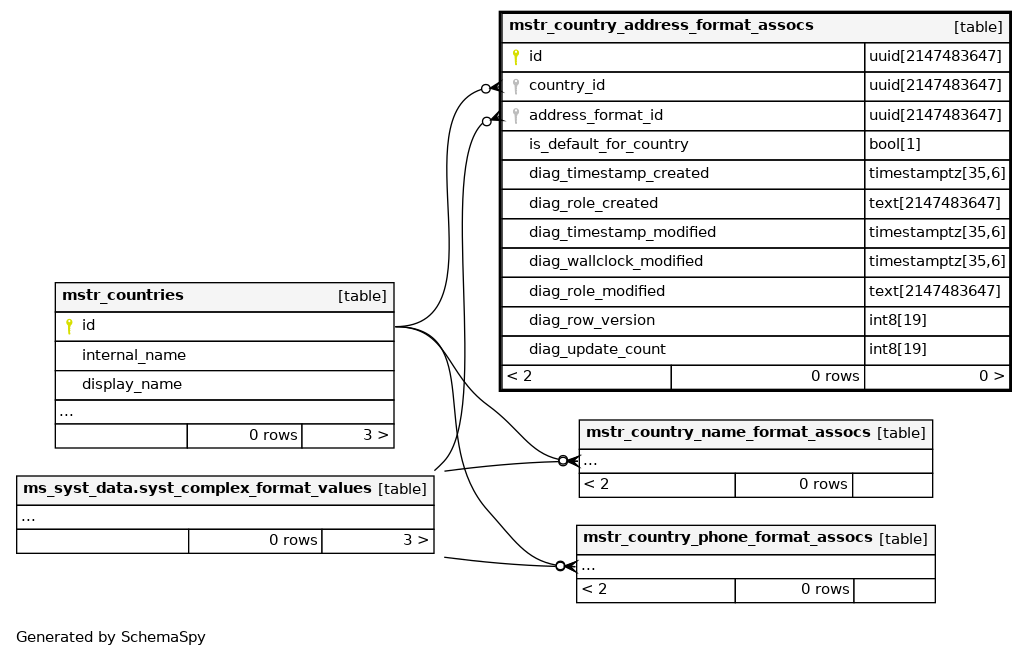 mstr_country_address_format_assocs [table]
id uuid[2147483647]
country_id uuid[2147483647]
address_format_id uuid[2147483647]
is_default_for_country bool[1]
diag_timestamp_created timestamptz[35,6]
diag_role_created text[2147483647]
diag_timestamp_modified timestamptz[35,6]
diag_wallclock_modified timestamptz[35,6]
diag_role_modified text[2147483647]
diag_row_version int8[19]
diag_update_count int8[19]
< 2 0 rows 0 >
mstr_countries [table]
id
internal_name
display_name
...
0 rows 3 >
mstr_country_name_format_assocs [table]
...
< 2 0 rows
ms_syst_data.syst_complex_format_values [table]
...
0 rows 3 >
mstr_country_phone_format_assocs [table]
...
< 2 0 rows
Generated by SchemaSpy